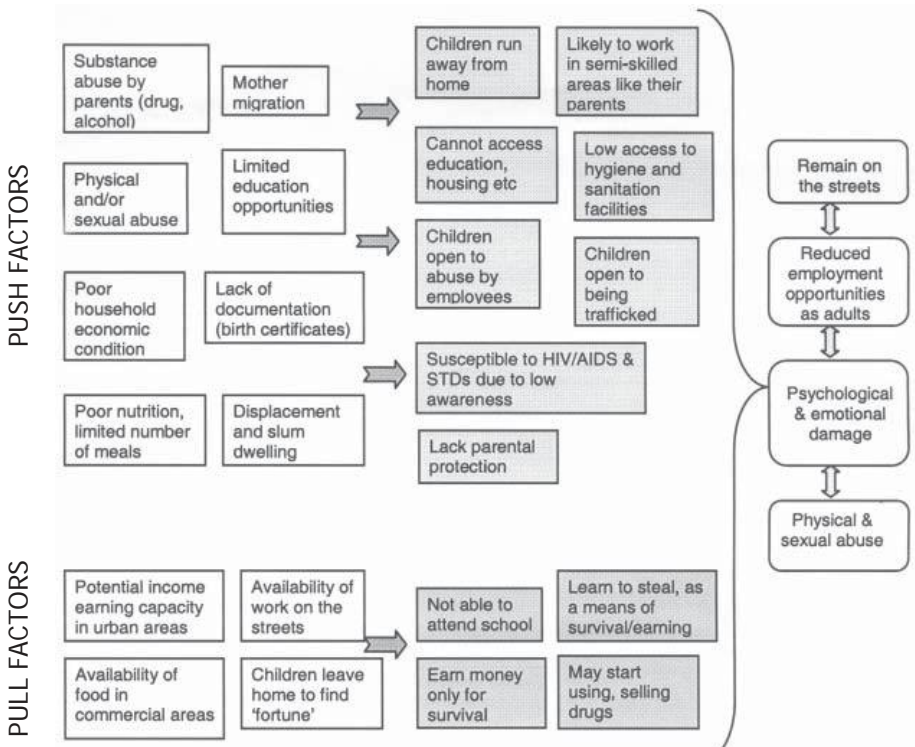 PUSH FACTORS
Substance
abuse by
parents (drug,
alcohol)
Mother
migration
Physical
and/or
sexual abuse
Limited
education
opportunities
Poor
household
economic
condition
Lack of
documentation
(birth certificates)
Poor nutrition,
limited number
of meals
Displacement
and slum
dwelling
Children run
away from
home
Likely to work
in semi-skilled
areas like their
parents
Cannot access
education,
housing etc
Low access to
hygiene and
sanitation
facilities
Children
open to
abuse by
employees
Children
open to
being
trafficked
Susceptible to HIV/AIDS &
STDs due to low
awareness
Lack parental
protection
PULL FACTORS
Potential income
earning capacity
in urban areas
Availability of
work on the
streets
Availability of
food in
commercial areas
Children leave
home to find
'fortune'
Not able to
attend school
Learn to steal, as
a means of
survival/earning
Earn money
only for
survival
May start
using, selling
drugs
Remain on
the streets
Reduced
employment
opportunities
as adults
Psychological
& emotional
damage
Physical &
sexual abuse